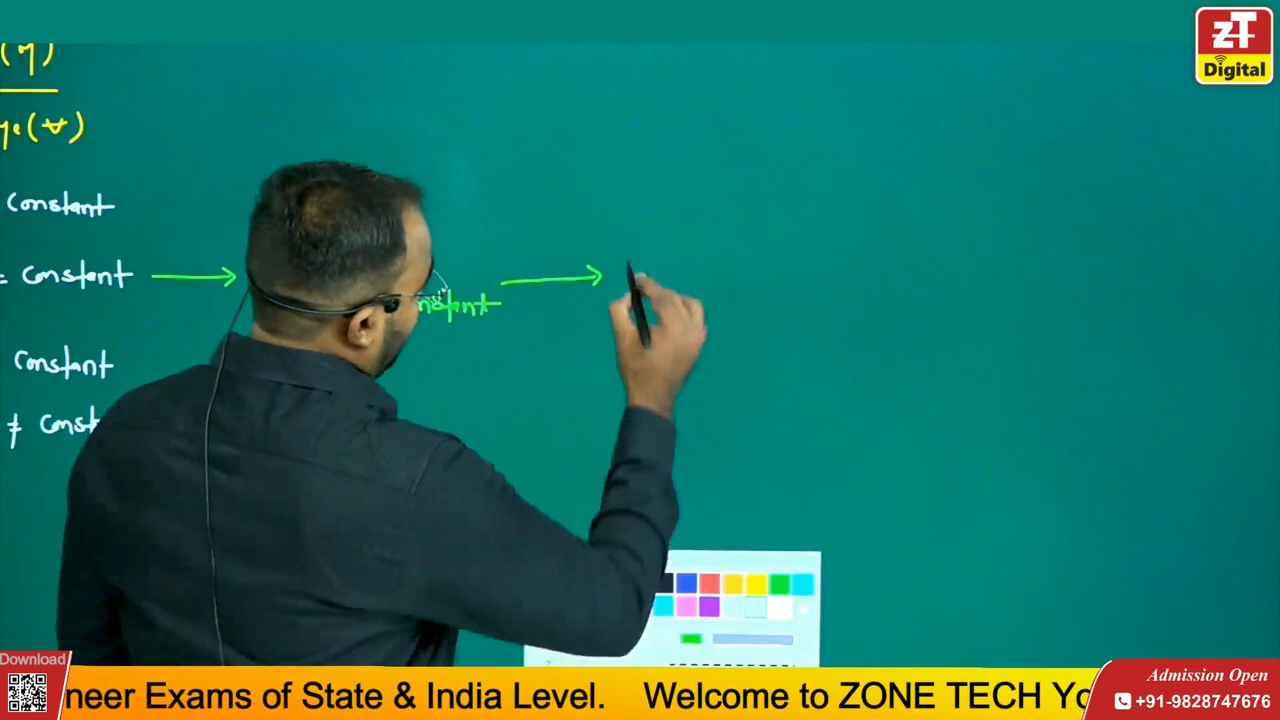 (η)
(∀)
Constant
= Constant
Constant
≠ Const
ZT
Digital
Download
neer Exams of State & India Level. Welcome to ZONE TECH Yo
Admission Open
+91-9828747676